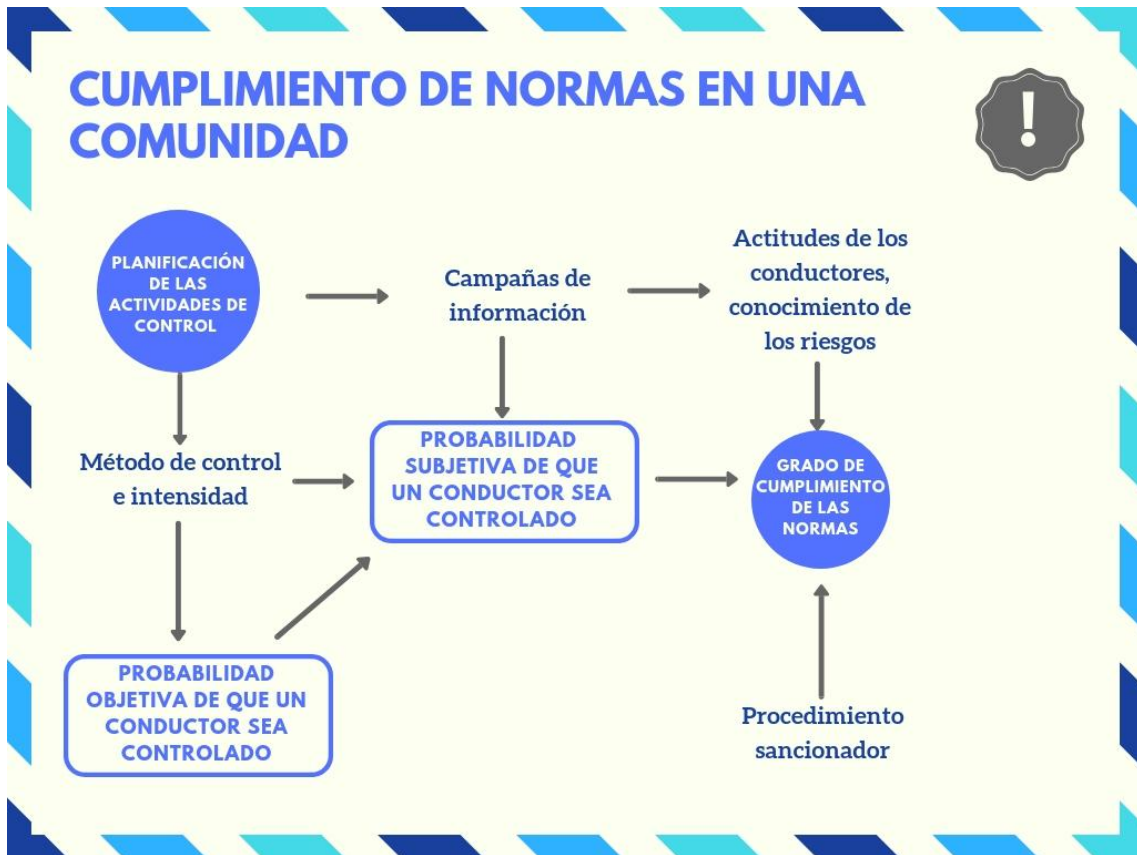 CUMPLIMIENTO DE NORMAS EN UNA
COMUNIDAD
!
PLANIFICACIÓN
DE LAS
ACTIVIDADES DE
CONTROL
Campañas de
información
Actitudes de los
conductores,
conocimiento de
los riesgos
Método de control
e intensidad
PROBABILIDAD
SUBJETIVA DE QUE
UN CONDUCTOR SEA
CONTROLADO
GRADO DE
CUMPLIMIENTO
DE LAS
NORMAS
PROBABILIDAD
OBJETIVA DE QUE UN
CONDUCTOR SEA
CONTROLADO
Procedimiento
sancionador